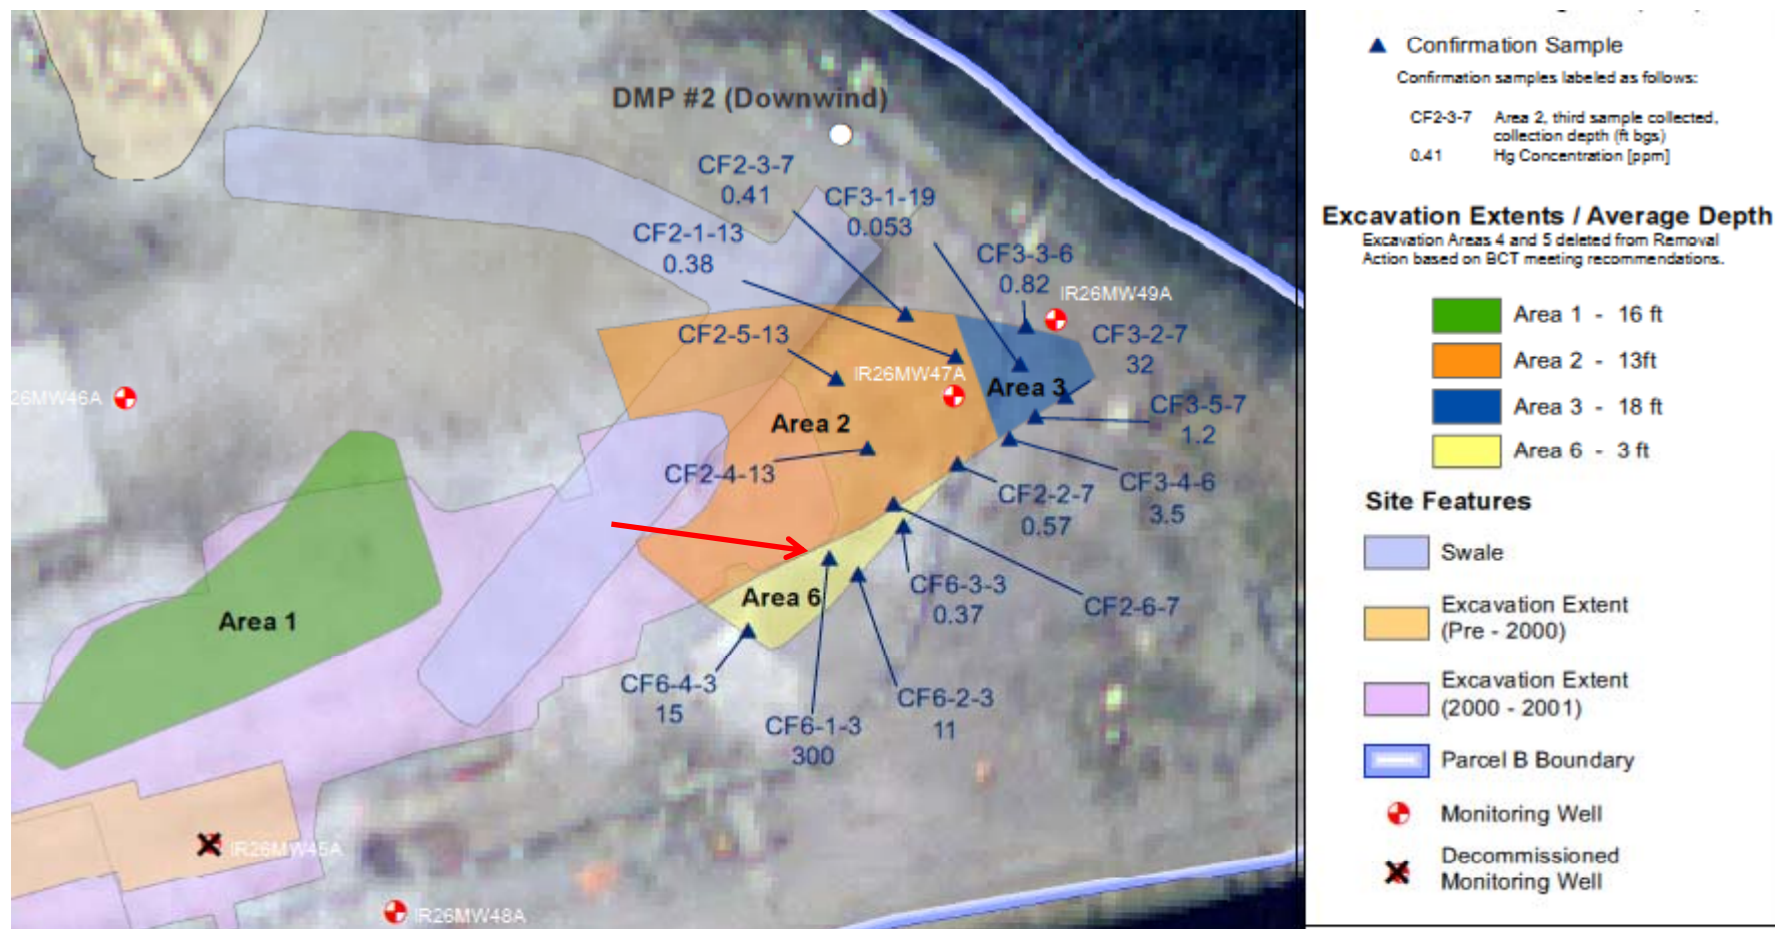 DMP #2 (Downwind)
CF2-3-7
0.41
CF3-1-19
0.053
CF2-1-13
0.38
CF3-3-6
0.82
IR26MW49A
CF2-5-13
CF3-2-7
32
IR26MW47A
Area 3
26MW46A
CF3-5-7
1.2
Area 2
CF2-4-13
CF2-2-7
0.57
CF3-4-6
3.5
Area 6
CF6-3-3
0.37
CF2-6-7
Area 1
CF6-4-3
15
CF6-1-3
300
CF6-2-3
11
IR26MW45A
IR26MW48A
Confirmation Sample
Confirmation samples labeled as follows:
CF2-3-7 Area 2, third sample collected,
collection depth (ft bgs)
0.41 Hg Concentration [ppm]
Excavation Extents / Average Depth
Excavation Areas 4 and 5 deleted from Removal
Action based on BCT meeting recommendations.
Area 1 - 16 ft
Area 2 - 13ft
Area 3 - 18 ft
Area 6 - 3 ft
Site Features
Swale
Excavation Extent
(Pre - 2000)
Excavation Extent
(2000 - 2001)
Parcel B Boundary
Monitoring Well
Decommissioned
Monitoring Well